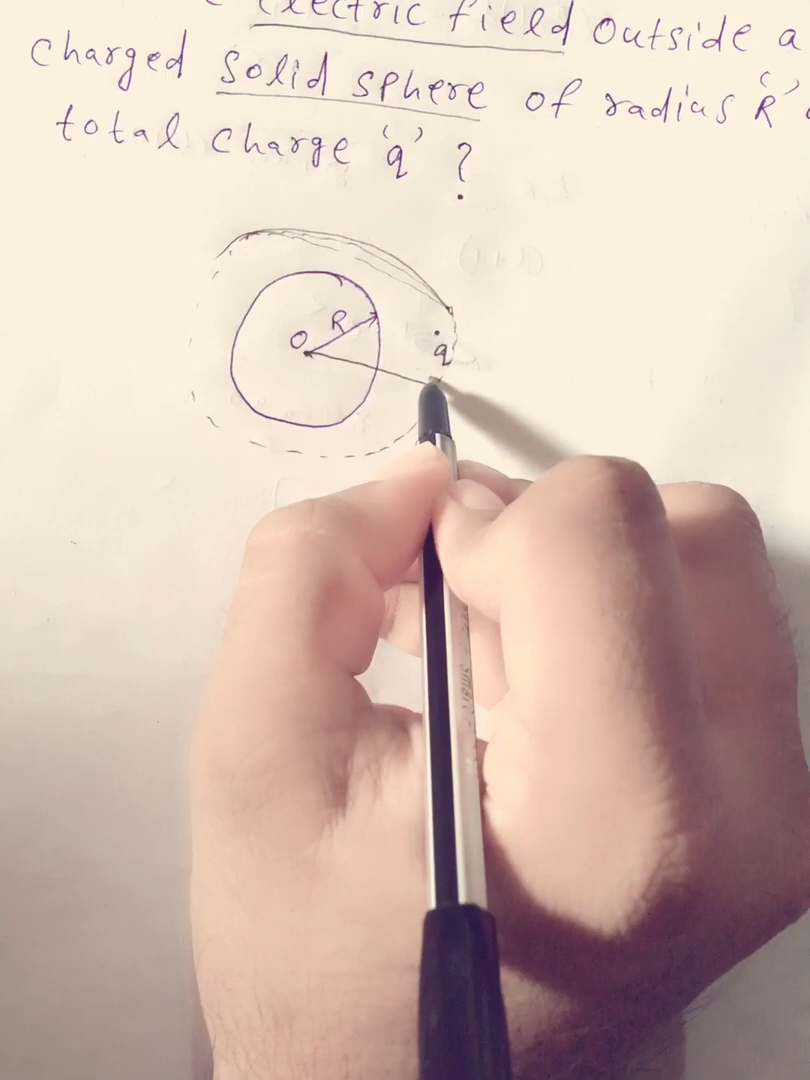 Electric field outside a
charged solid sphere of radius 'R'
total charge 'q' ?
R
O
q